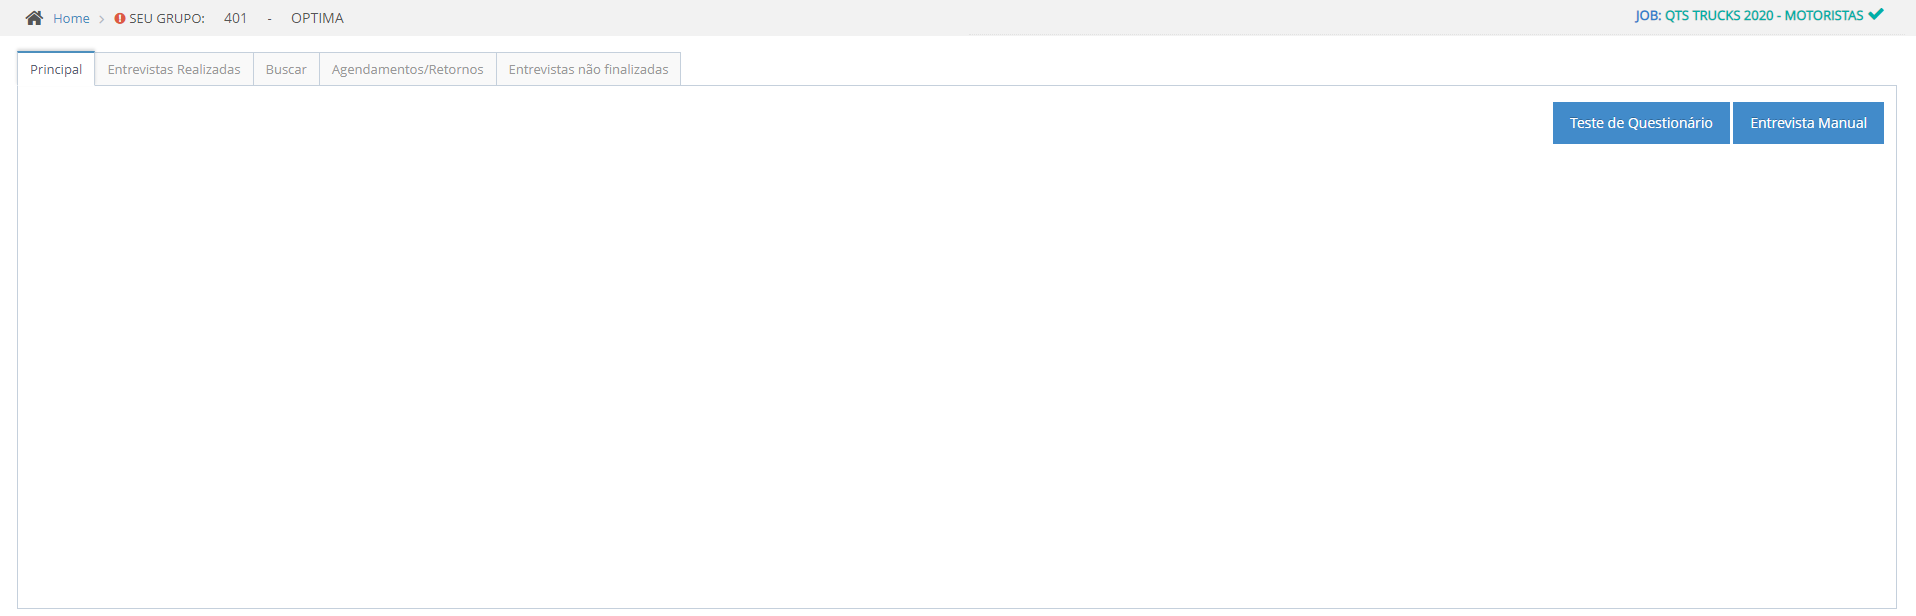 Home > SEU GRUPO: 401 - OPTIMA
JOB: QTS TRUCKS 2020 - MOTORISTAS
Principal Entrevistas Realizadas Buscar Agendamentos/Retornos Entrevistas não finalizadas
Teste de Questionário Entrevista Manual